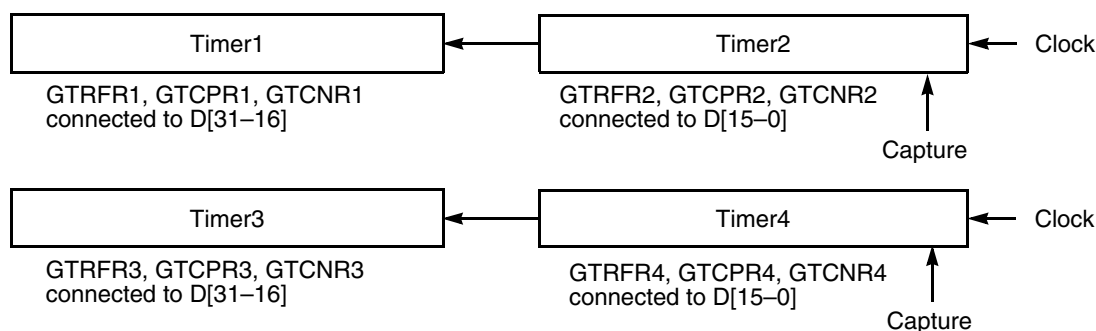 Timer1
Timer2
Clock
GTRFR1, GTCPR1, GTCNR1
connected to D[31–16]
GTRFR2, GTCPR2, GTCNR2
connected to D[15–0]
Capture
Timer3
Timer4
Clock
GTRFR3, GTCPR3, GTCNR3
connected to D[31–16]
GTRFR4, GTCPR4, GTCNR4
connected to D[15–0]
Capture